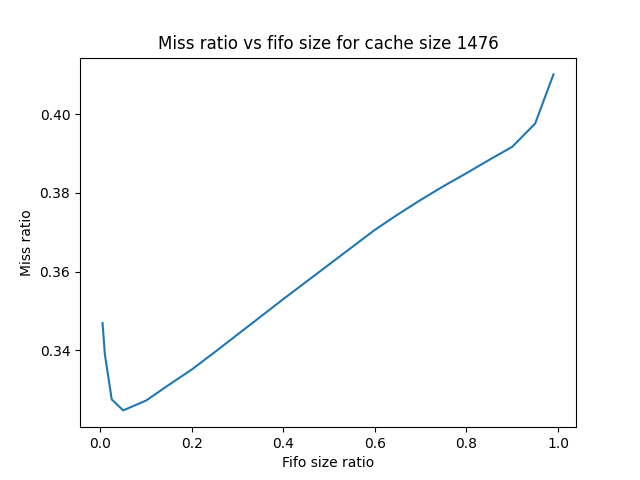 Miss ratio vs fifo size for cache size 1476
Miss ratio
0.40
0.38
0.36
0.34
0.0 0.2 0.4 0.6 0.8 1.0
Fifo size ratio